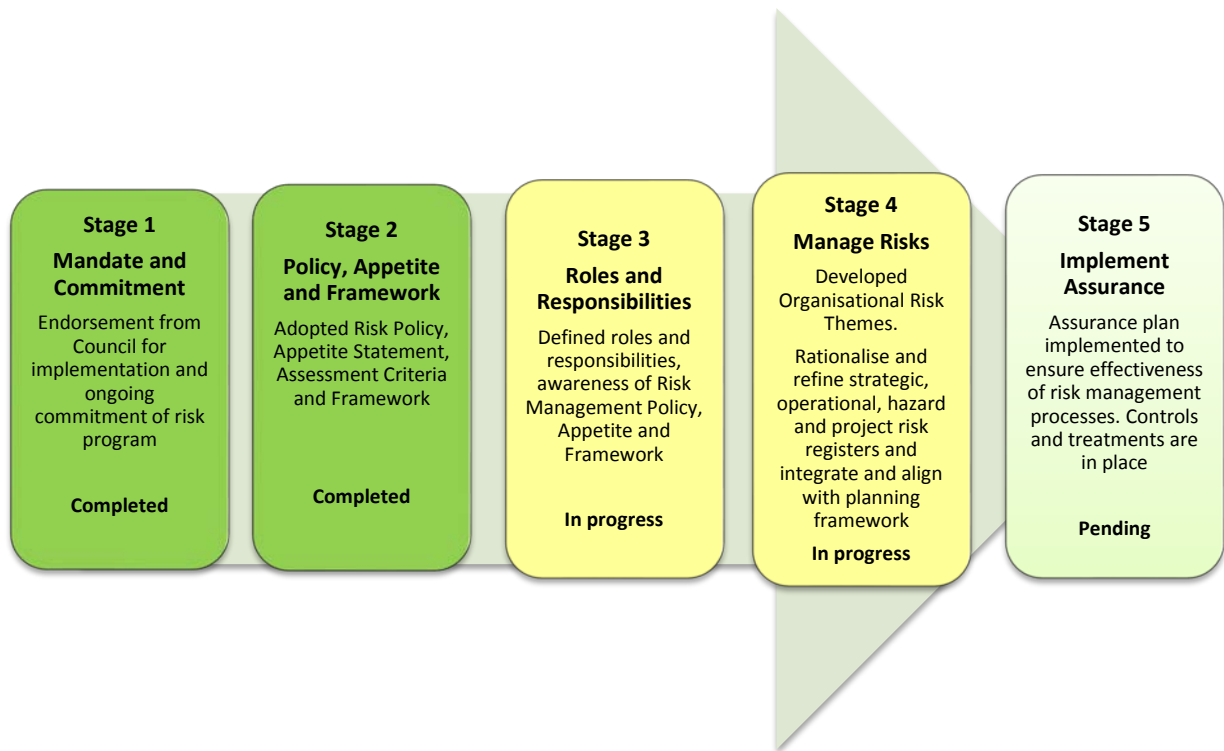 Stage 1
Mandate and
Commitment
Endorsement from
Council for
implementation and
ongoing
commitment of risk
program
Completed
Stage 2
Policy, Appetite
and Framework
Adopted Risk Policy,
Appetite Statement,
Assessment Criteria
and Framework
Completed
Stage 3
Roles and
Responsibilities
Defined roles and
responsibilities,
awareness of Risk
Management Policy,
Appetite and
Framework
In progress
Stage 4
Manage Risks
Developed
Organisational Risk
Themes.
Rationalise and
refine strategic,
operational, hazard
and project risk
registers and
integrate and align
with planning
framework
In progress
Stage 5
Implement
Assurance
Assurance plan
implemented to
ensure effectiveness
of risk management
processes. Controls
and treatments are
in place
Pending